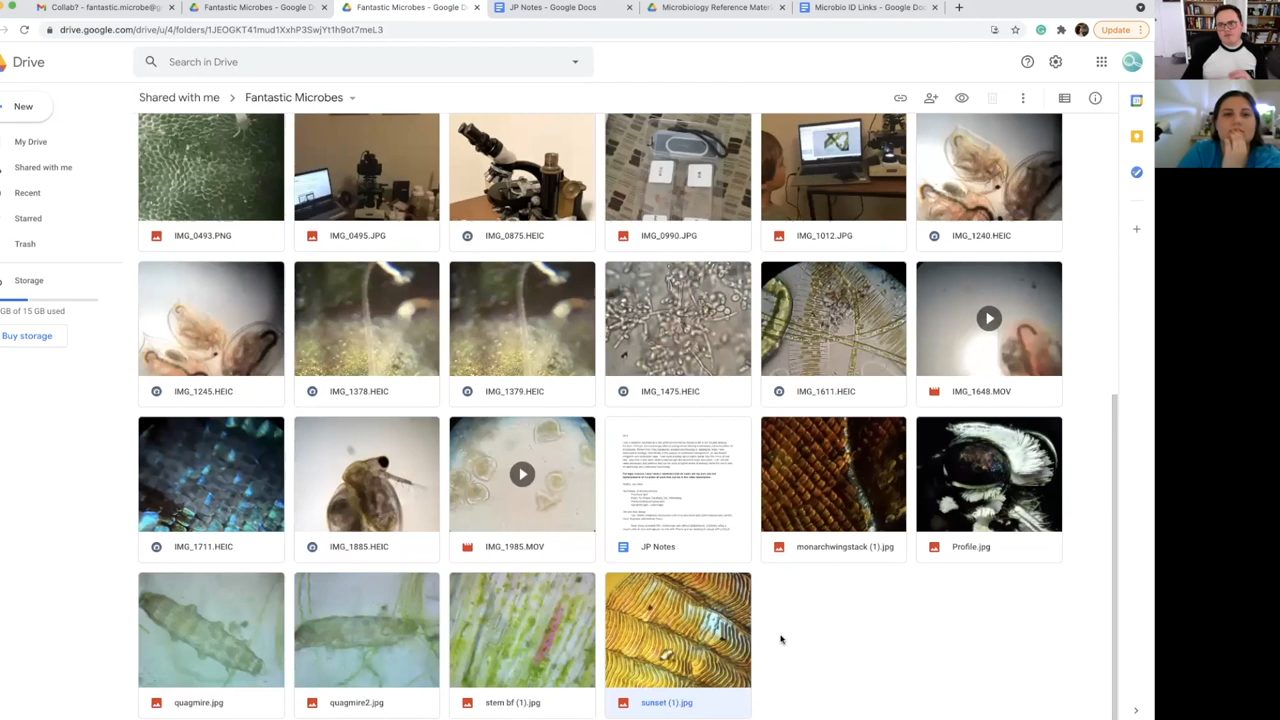 Collab? - fantastic.microbe@g
Fantastic Microbes - Google D
Fantastic Microbes - Google D
JP Notes - Google Docs
Microbiology Reference Mater
Microbio ID Links - Google Doc
drive.google.com/drive/u/4/folders/1JEOGKT41mud1XxhP3SwjYt1h9ot7meL3
Update
Drive
Search in Drive
New
Shared with me
Fantastic Microbes
My Drive
Shared with me
Recent
Starred
Trash
Storage
GB of 15 GB used
Buy storage
IMG_0493.PNG
IMG_0495.JPG
IMG_0875.HEIC
IMG_0990.JPG
IMG_1012.JPG
IMG_1240.HEIC
IMG_1245.HEIC
IMG_1378.HEIC
IMG_1379.HEIC
IMG_1475.HEIC
IMG_1611.HEIC
IMG_1648.MOV
IMG_1711.HEIC
IMG_1885.HEIC
IMG_1985.MOV
JP Notes
monarchwingstack (1).jpg
Profile.jpg
quagmire.jpg
quagmire2.jpg
stem bf (1).jpg
sunset (1).jpg